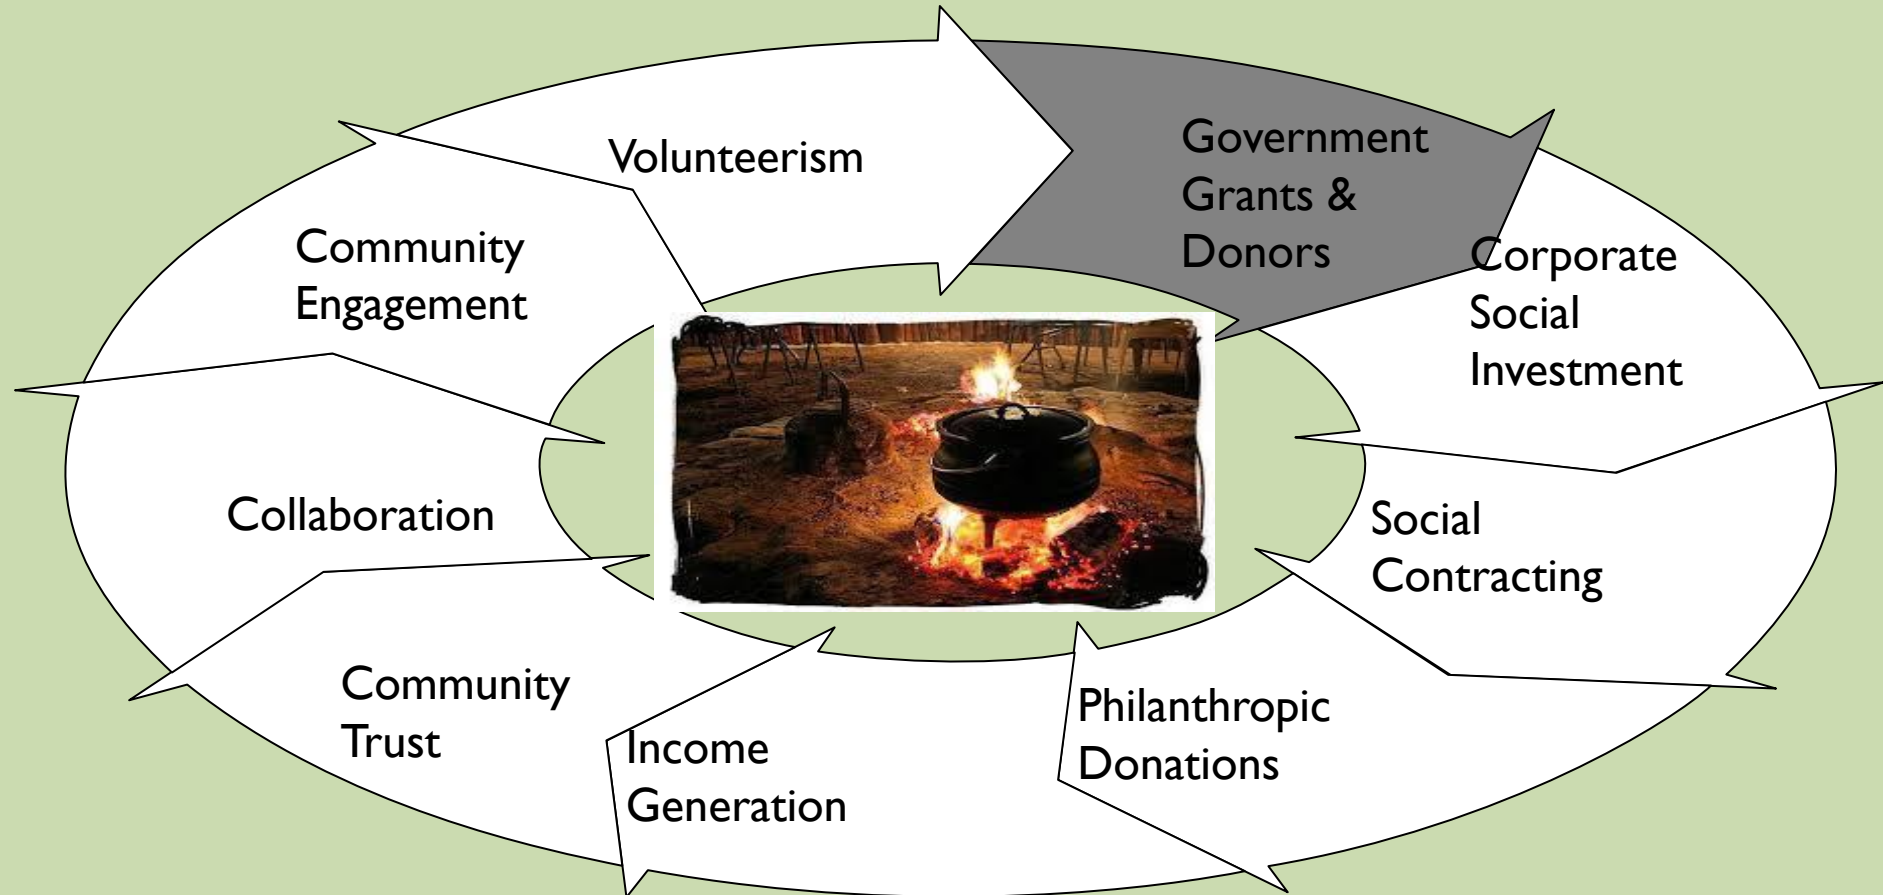 Volunteerism
Government
Grants &
Donors
Corporate
Social
Investment
Social
Contracting
Philanthropic
Donations
Income
Generation
Community
Trust
Collaboration
Community
Engagement